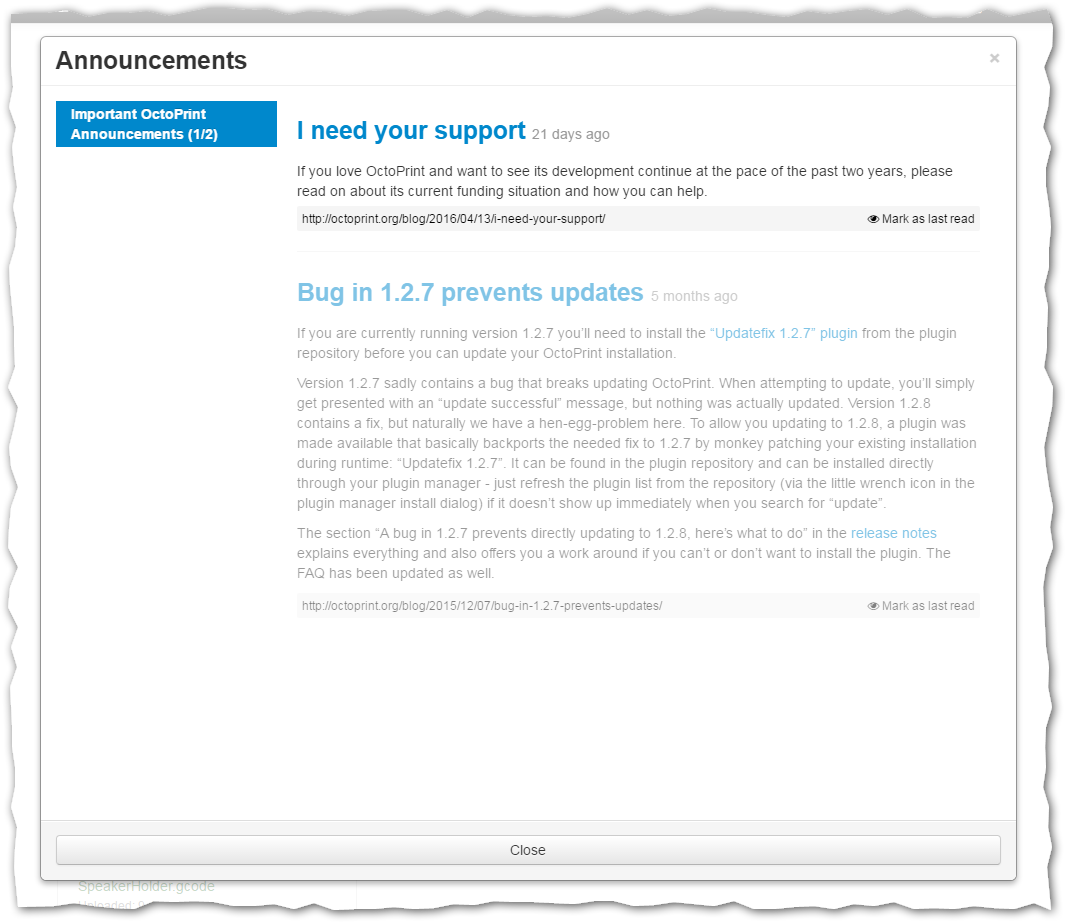 Announcements
×
Important OctoPrint
Announcements (1/2)
I need your support 21 days ago
If you love OctoPrint and want to see its development continue at the pace of the past two years, please
read on about its current funding situation and how you can help.
http://octoprint.org/blog/2016/04/13/i-need-your-support/ Mark as last read
Bug in 1.2.7 prevents updates 5 months ago
If you are currently running version 1.2.7 you’ll need to install the “Updatefix 1.2.7” plugin from the plugin
repository before you can update your OctoPrint installation.
Version 1.2.7 sadly contains a bug that breaks updating OctoPrint. When attempting to update, you’ll simply
get presented with an “update successful” message, but nothing was actually updated. Version 1.2.8
contains a fix, but naturally we have a hen-egg-problem here. To allow you updating to 1.2.8, a plugin was
made available that basically backports the needed fix to 1.2.7 by monkey patching your existing installation
during runtime: “Updatefix 1.2.7”. It can be found in the plugin repository and can be installed directly
through your plugin manager - just refresh the plugin list from the repository (via the little wrench icon in the
plugin manager install dialog) if it doesn’t show up immediately when you search for “update”.
The section “A bug in 1.2.7 prevents directly updating to 1.2.8, here’s what to do” in the release notes
explains everything and also offers you a work around if you can’t or don’t want to install the plugin. The
FAQ has been updated as well.
http://octoprint.org/blog/2015/12/07/bug-in-1.2.7-prevents-updates/ Mark as last read
Close
SpeakerHolder.gcode
Uploaded: